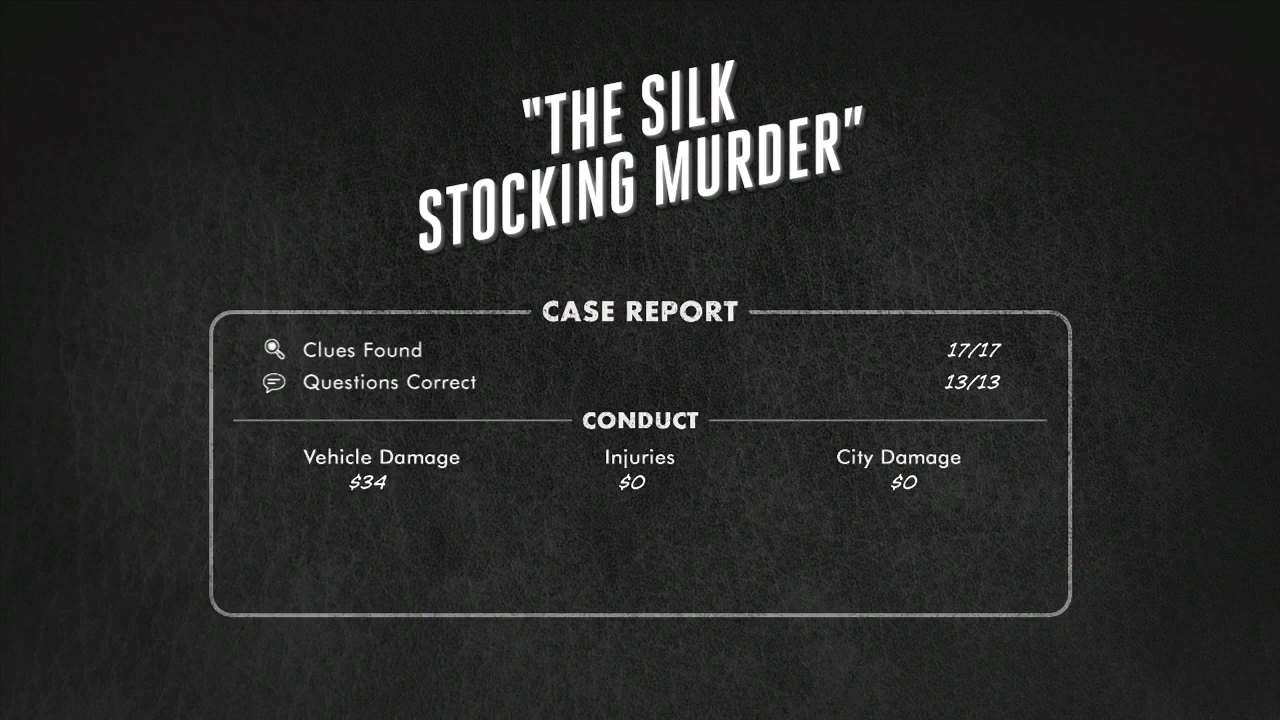 "THE SILK
STOCKING MURDER"
CASE REPORT
Clues Found 17/17
Questions Correct 13/13
CONDUCT
Vehicle Damage Injuries City Damage
$34 $0 $0